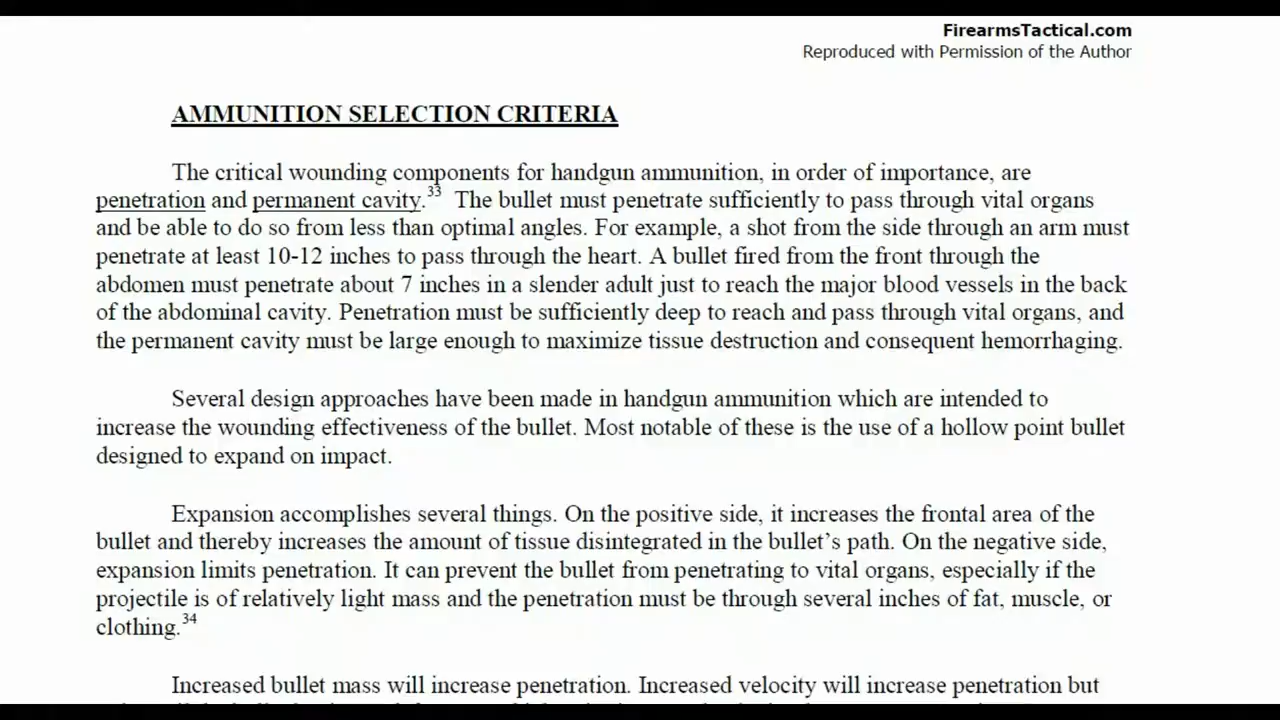 FirearmsTactical.com
Reproduced with Permission of the Author
AMMUNITION SELECTION CRITERIA
The critical wounding components for handgun ammunition, in order of importance, are
penetration and permanent cavity.33 The bullet must penetrate sufficiently to pass through vital organs
and be able to do so from less than optimal angles. For example, a shot from the side through an arm must
penetrate at least 10-12 inches to pass through the heart. A bullet fired from the front through the
abdomen must penetrate about 7 inches in a slender adult just to reach the major blood vessels in the back
of the abdominal cavity. Penetration must be sufficiently deep to reach and pass through vital organs, and
the permanent cavity must be large enough to maximize tissue destruction and consequent hemorrhaging.
Several design approaches have been made in handgun ammunition which are intended to
increase the wounding effectiveness of the bullet. Most notable of these is the use of a hollow point bullet
designed to expand on impact.
Expansion accomplishes several things. On the positive side, it increases the frontal area of the
bullet and thereby increases the amount of tissue disintegrated in the bullet’s path. On the negative side,
expansion limits penetration. It can prevent the bullet from penetrating to vital organs, especially if the
projectile is of relatively light mass and the penetration must be through several inches of fat, muscle, or
clothing.34
Increased bullet mass will increase penetration. Increased velocity will increase penetration but